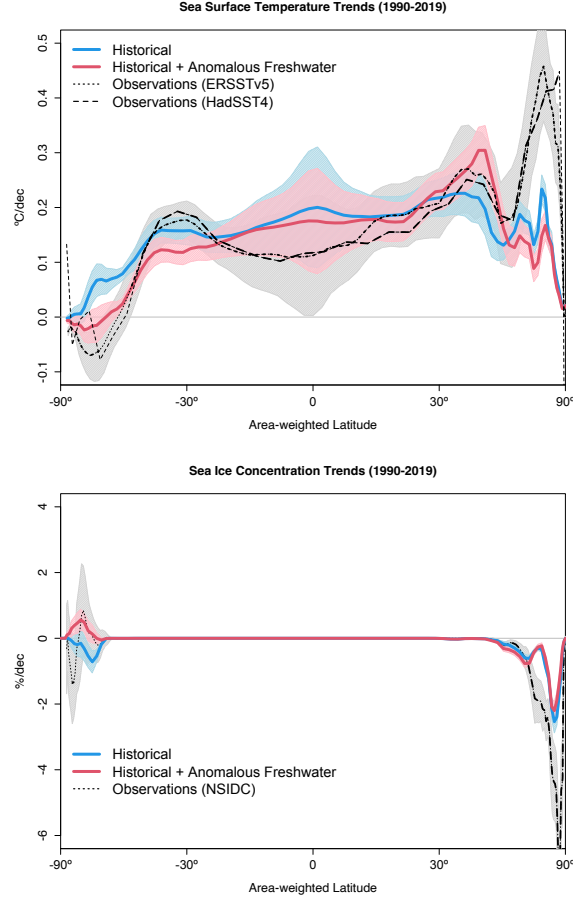 Sea Surface Temperature Trends (1990-2019)
Historical
Historical + Anomalous Freshwater
Observations (ERSSTv5)
Observations (HadSST4)
ºC/dec
0.5
0.4
0.3
0.2
0.1
0.0
-0.1
-90º
-30º
0
30º
90º
Area-weighted Latitude
Sea Ice Concentration Trends (1990-2019)
%/dec
4
2
0
-2
-4
-6
Historical
Historical + Anomalous Freshwater
Observations (NSIDC)
-90º
-30º
0
30º
90º
Area-weighted Latitude